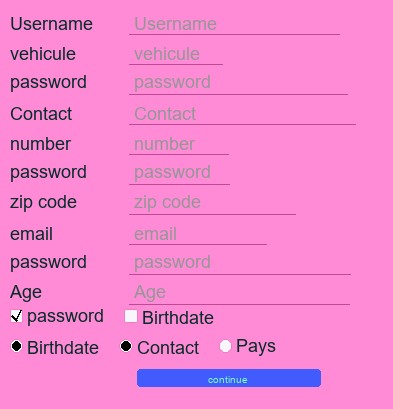 Username Username
vehicule vehicule
password password
Contact Contact
number number
password password
zip code zip code
email email
password password
Age Age
password Birthdate
Birthdate Contact Pays
continue